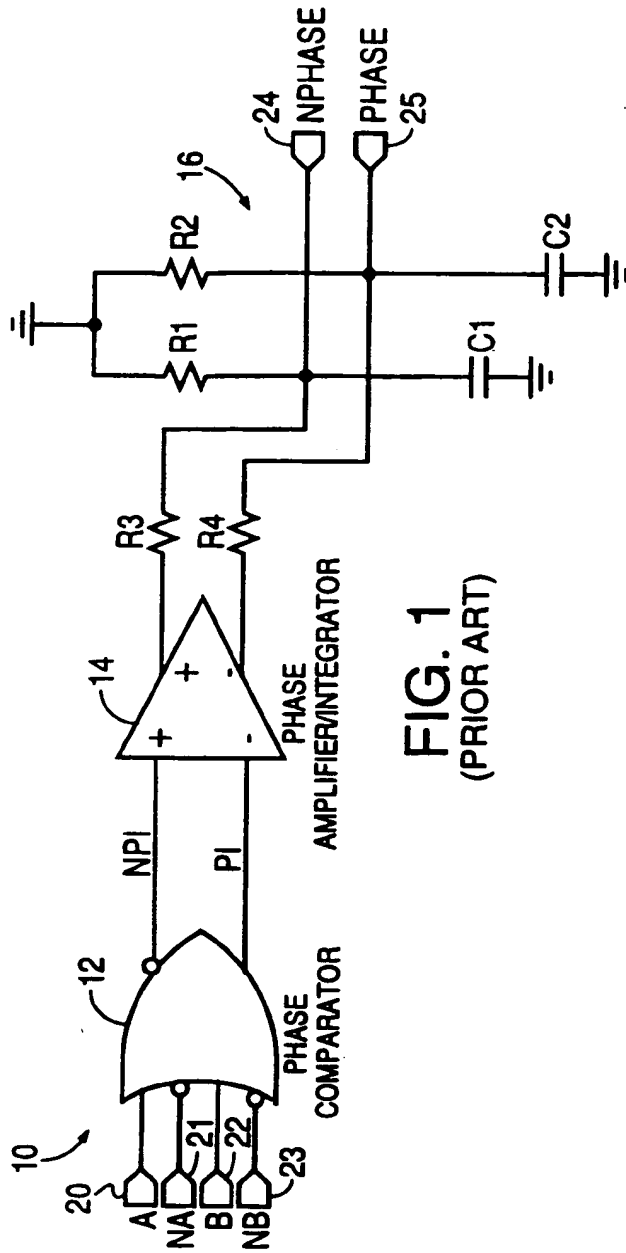 10
20
A
NA
21
B
22
NB
23
12
PHASE
COMPARATOR
NPI
PI
14
+
-
+
-
PHASE
AMPLIFIER/INTEGRATOR
R3
R4
R1
R2
C1
C2
16
24
NPHASE
PHASE
25
FIG. 1
(PRIOR ART)